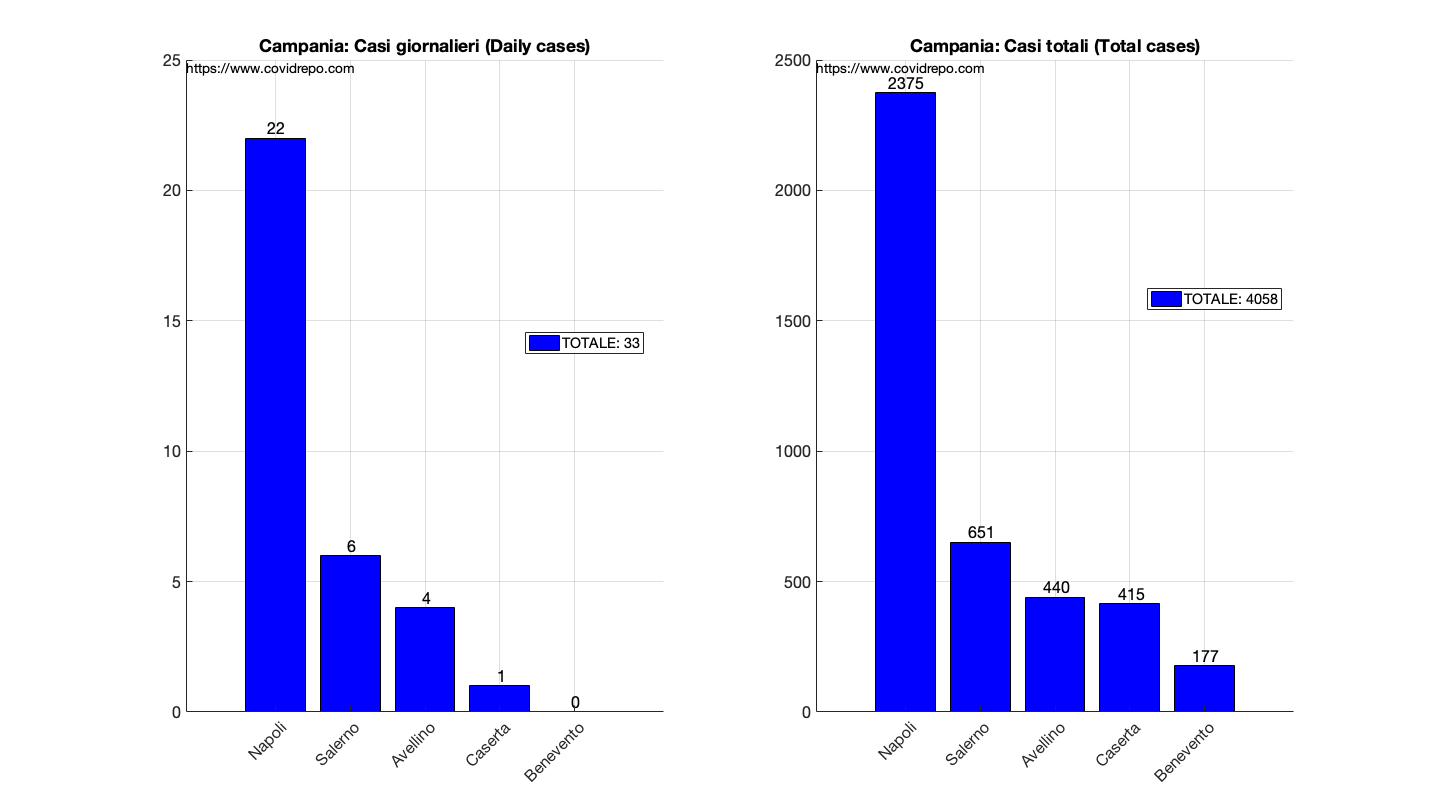 Campania: Casi giornalieri (Daily cases)
25
https://www.covidrepo.com
22
20
15
TOTALE: 33
10
6
5
4
1
0
0
Napoli
Salerno
Avellino
Caserta
Benevento
Campania: Casi totali (Total cases)
2500
https://www.covidrepo.com
2375
2000
TOTALE: 4058
1500
1000
651
500
440
415
177
0
Napoli
Salerno
Avellino
Caserta
Benevento